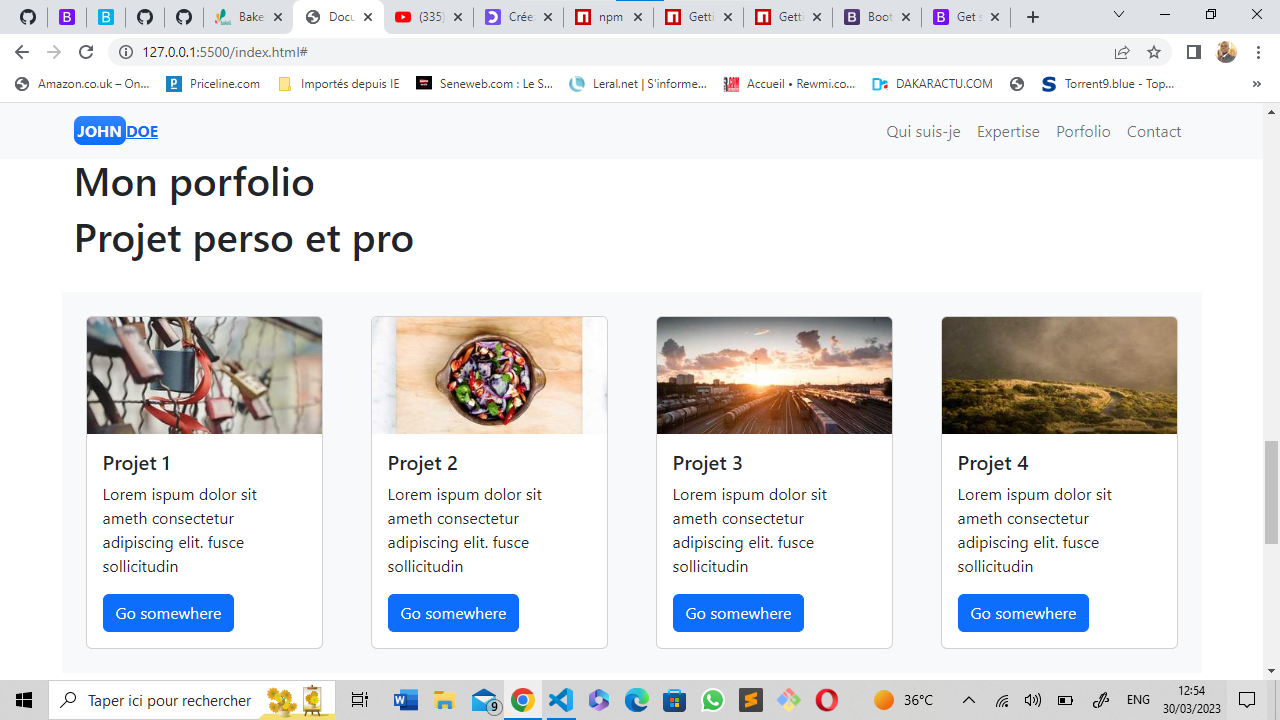 Bake
Docu
(335)
Crée
npm
Getti
Getti
Boot
Get s
127.0.0.1:5500/index.html#
Amazon.co.uk – On...
Priceline.com
Importés depuis IE
Seneweb.com : Le S...
Leral.net | S'informe...
Accueil • Rewmi.co...
DAKARACTU.COM
Torrent9.blue - Top...
»
JOHN DOE
Qui suis-je Expertise Porfolio Contact
Mon porfolio
Projet perso et pro
Projet 1
Lorem ispum dolor sit
ameth consectetur
adipiscing elit. fusce
sollicitudin
Go somewhere
Projet 2
Lorem ispum dolor sit
ameth consectetur
adipiscing elit. fusce
sollicitudin
Go somewhere
Projet 3
Lorem ispum dolor sit
ameth consectetur
adipiscing elit. fusce
sollicitudin
Go somewhere
Projet 4
Lorem ispum dolor sit
ameth consectetur
adipiscing elit. fusce
sollicitudin
Go somewhere
Taper ici pour rechercher
9
36°C
ENG
12:54
30/03/2023